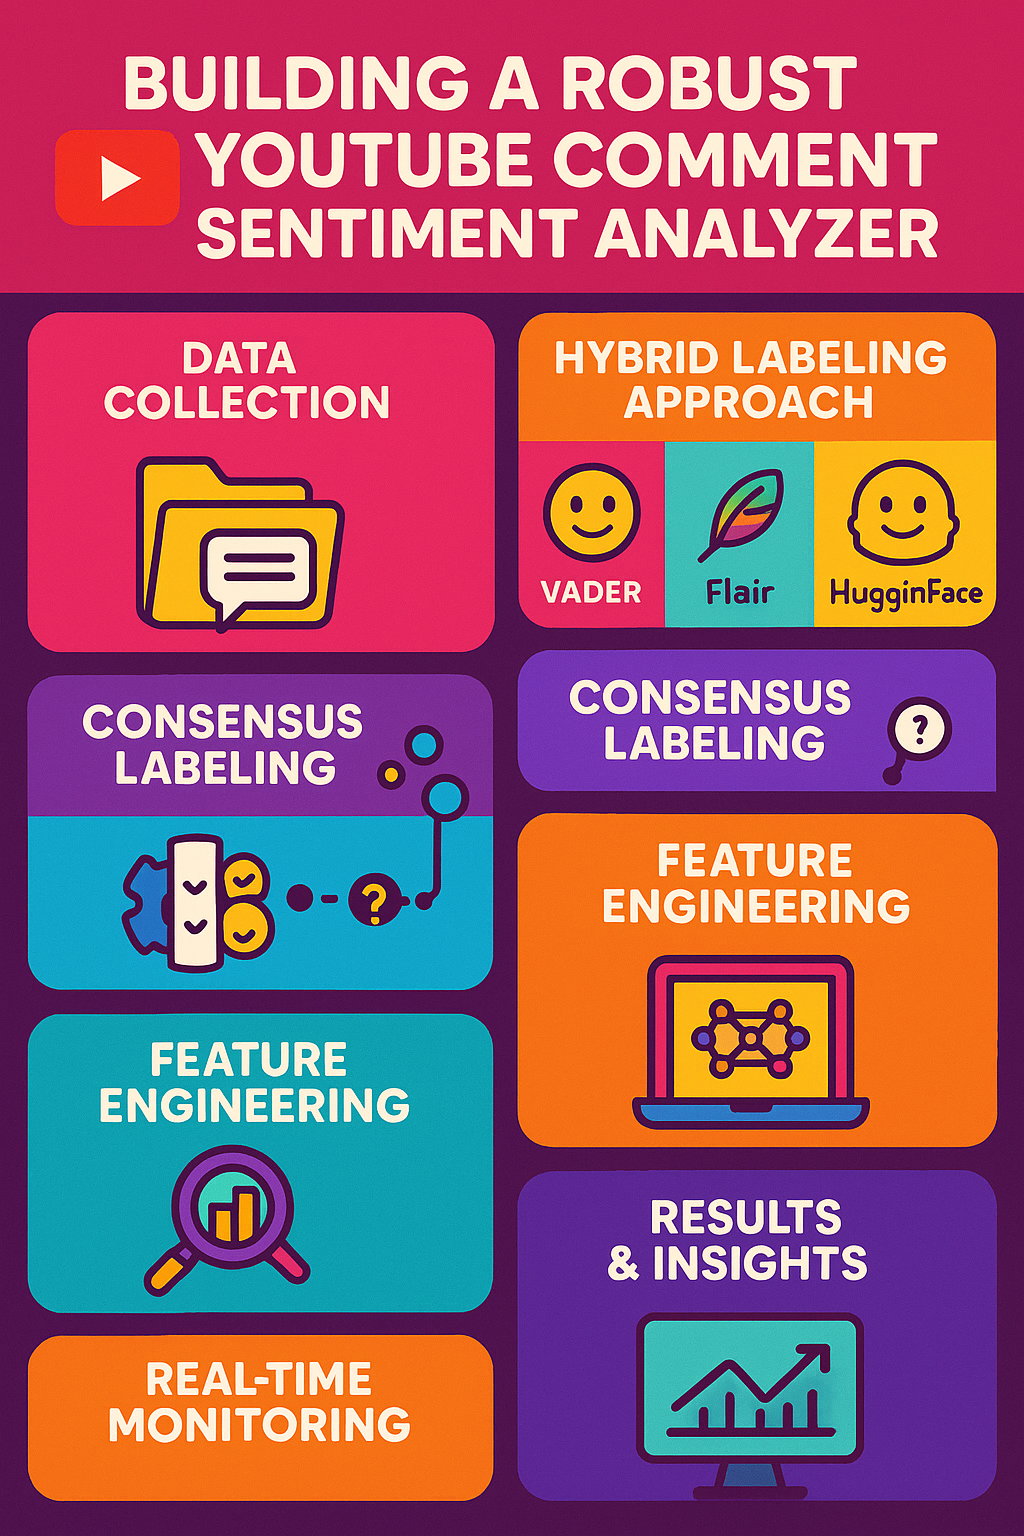 BUILDING A ROBUST
YOUTUBE COMMENT
SENTIMENT ANALYZER
DATA
COLLECTION
HYBRID LABELING
APPROACH
VADER
Flair
HugginFace
CONSENSUS
LABELING
?
CONSENSUS
LABELING
?
FEATURE
ENGINEERING
FEATURE
ENGINEERING
REAL-TIME
MONITORING
RESULTS
& INSIGHTS